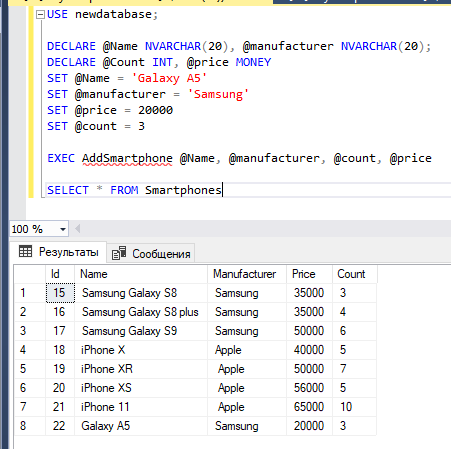 USE newdatabase;
DECLARE @Name NVARCHAR(20), @manufacturer NVARCHAR(20);
DECLARE @Count INT, @price MONEY
SET @Name = 'Galaxy A5'
SET @manufacturer = 'Samsung'
SET @price = 20000
SET @count = 3
EXEC AddSmartphone @Name, @manufacturer, @count, @price
SELECT * FROM Smartphones
100 %
Результаты Сообщения
Id Name Manufacturer Price Count
1 15 Samsung Galaxy S8 Samsung 35000 3
2 16 Samsung Galaxy S8 plus Samsung 35000 4
3 17 Samsung Galaxy S9 Samsung 50000 6
4 18 iPhone X Apple 40000 5
5 19 iPhone XR Apple 50000 7
6 20 iPhone XS Apple 56000 5
7 21 iPhone 11 Apple 65000 10
8 22 Galaxy A5 Samsung 20000 3